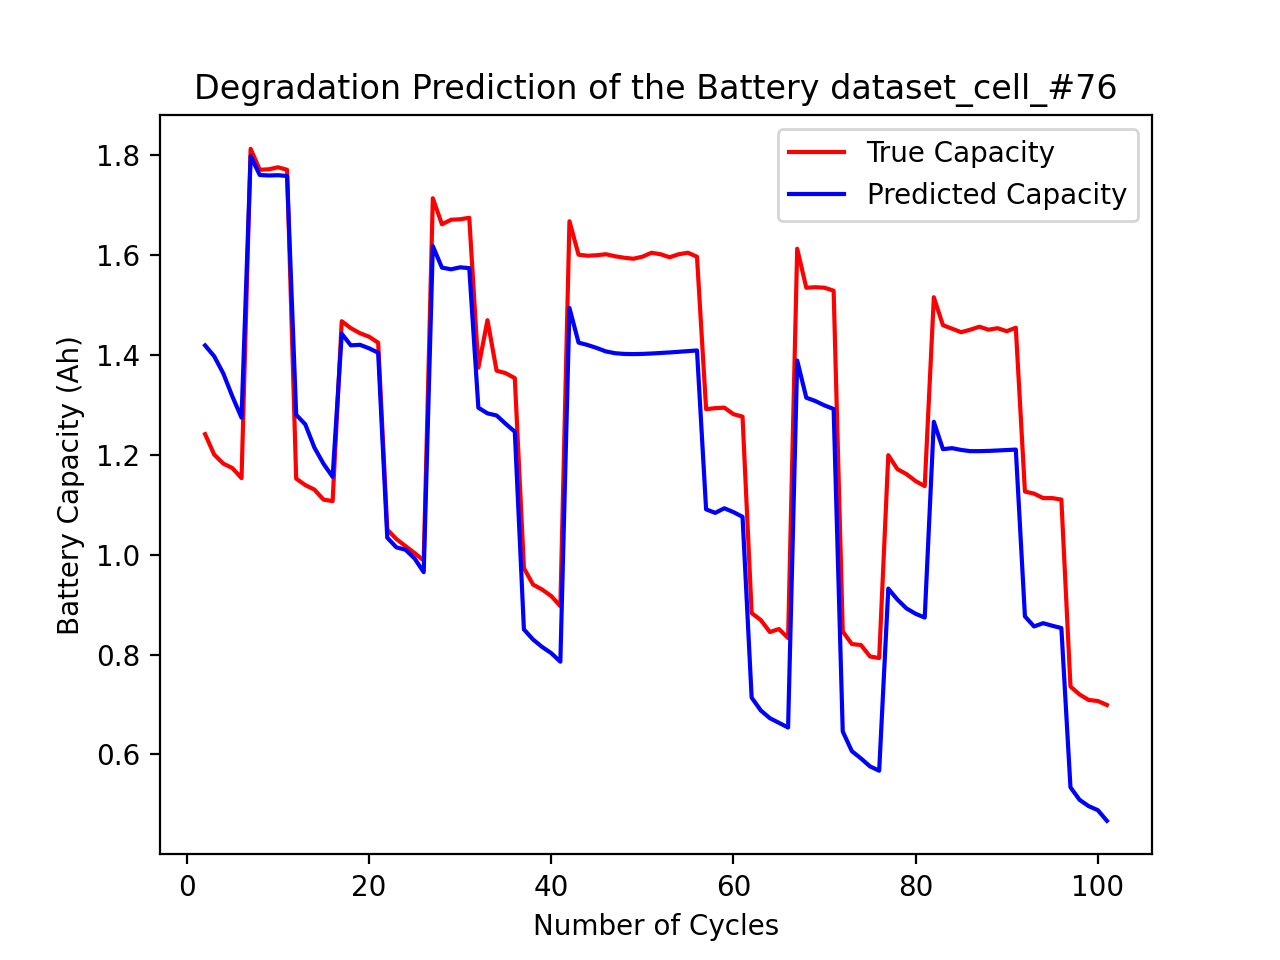 Degradation Prediction of the Battery dataset_cell_#76
True Capacity
Predicted Capacity
Battery Capacity (Ah)
1.8
1.6
1.4
1.2
1.0
0.8
0.6
0 20 40 60 80 100
Number of Cycles